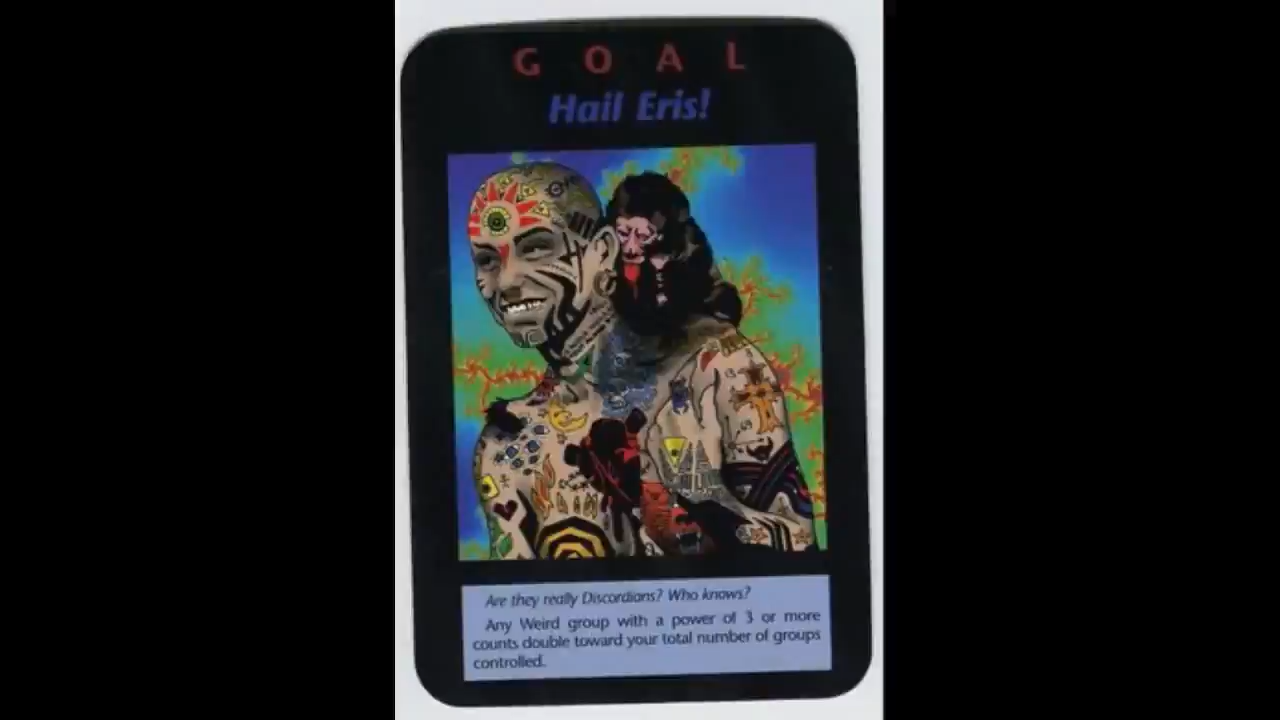 GOAL
Hail Eris!
Are they really Discordians? Who knows?
Any Weird group with a power of 3 or more
counts double toward your total number of groups
controlled.